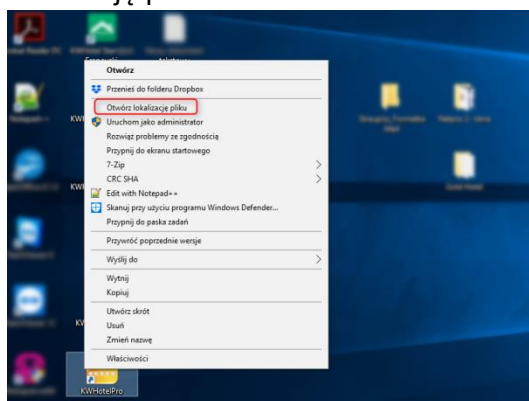 Otwórz
Przenieś do folderu Dropbox
Otwórz lokalizację pliku
Uruchom jako administrator
Rozwiąż problemy ze zgodnością
Przypnij do ekranu startowego
7-Zip
CRC SHA
Edit with Notepad++
Skanuj przy użyciu programu Windows Defender...
Przypnij do paska zadań
Przywróć poprzednie wersje
Wyślij do
Wytnij
Kopiuj
Utwórz skrót
Usuń
Zmień nazwę
Właściwości
KWHotelPro